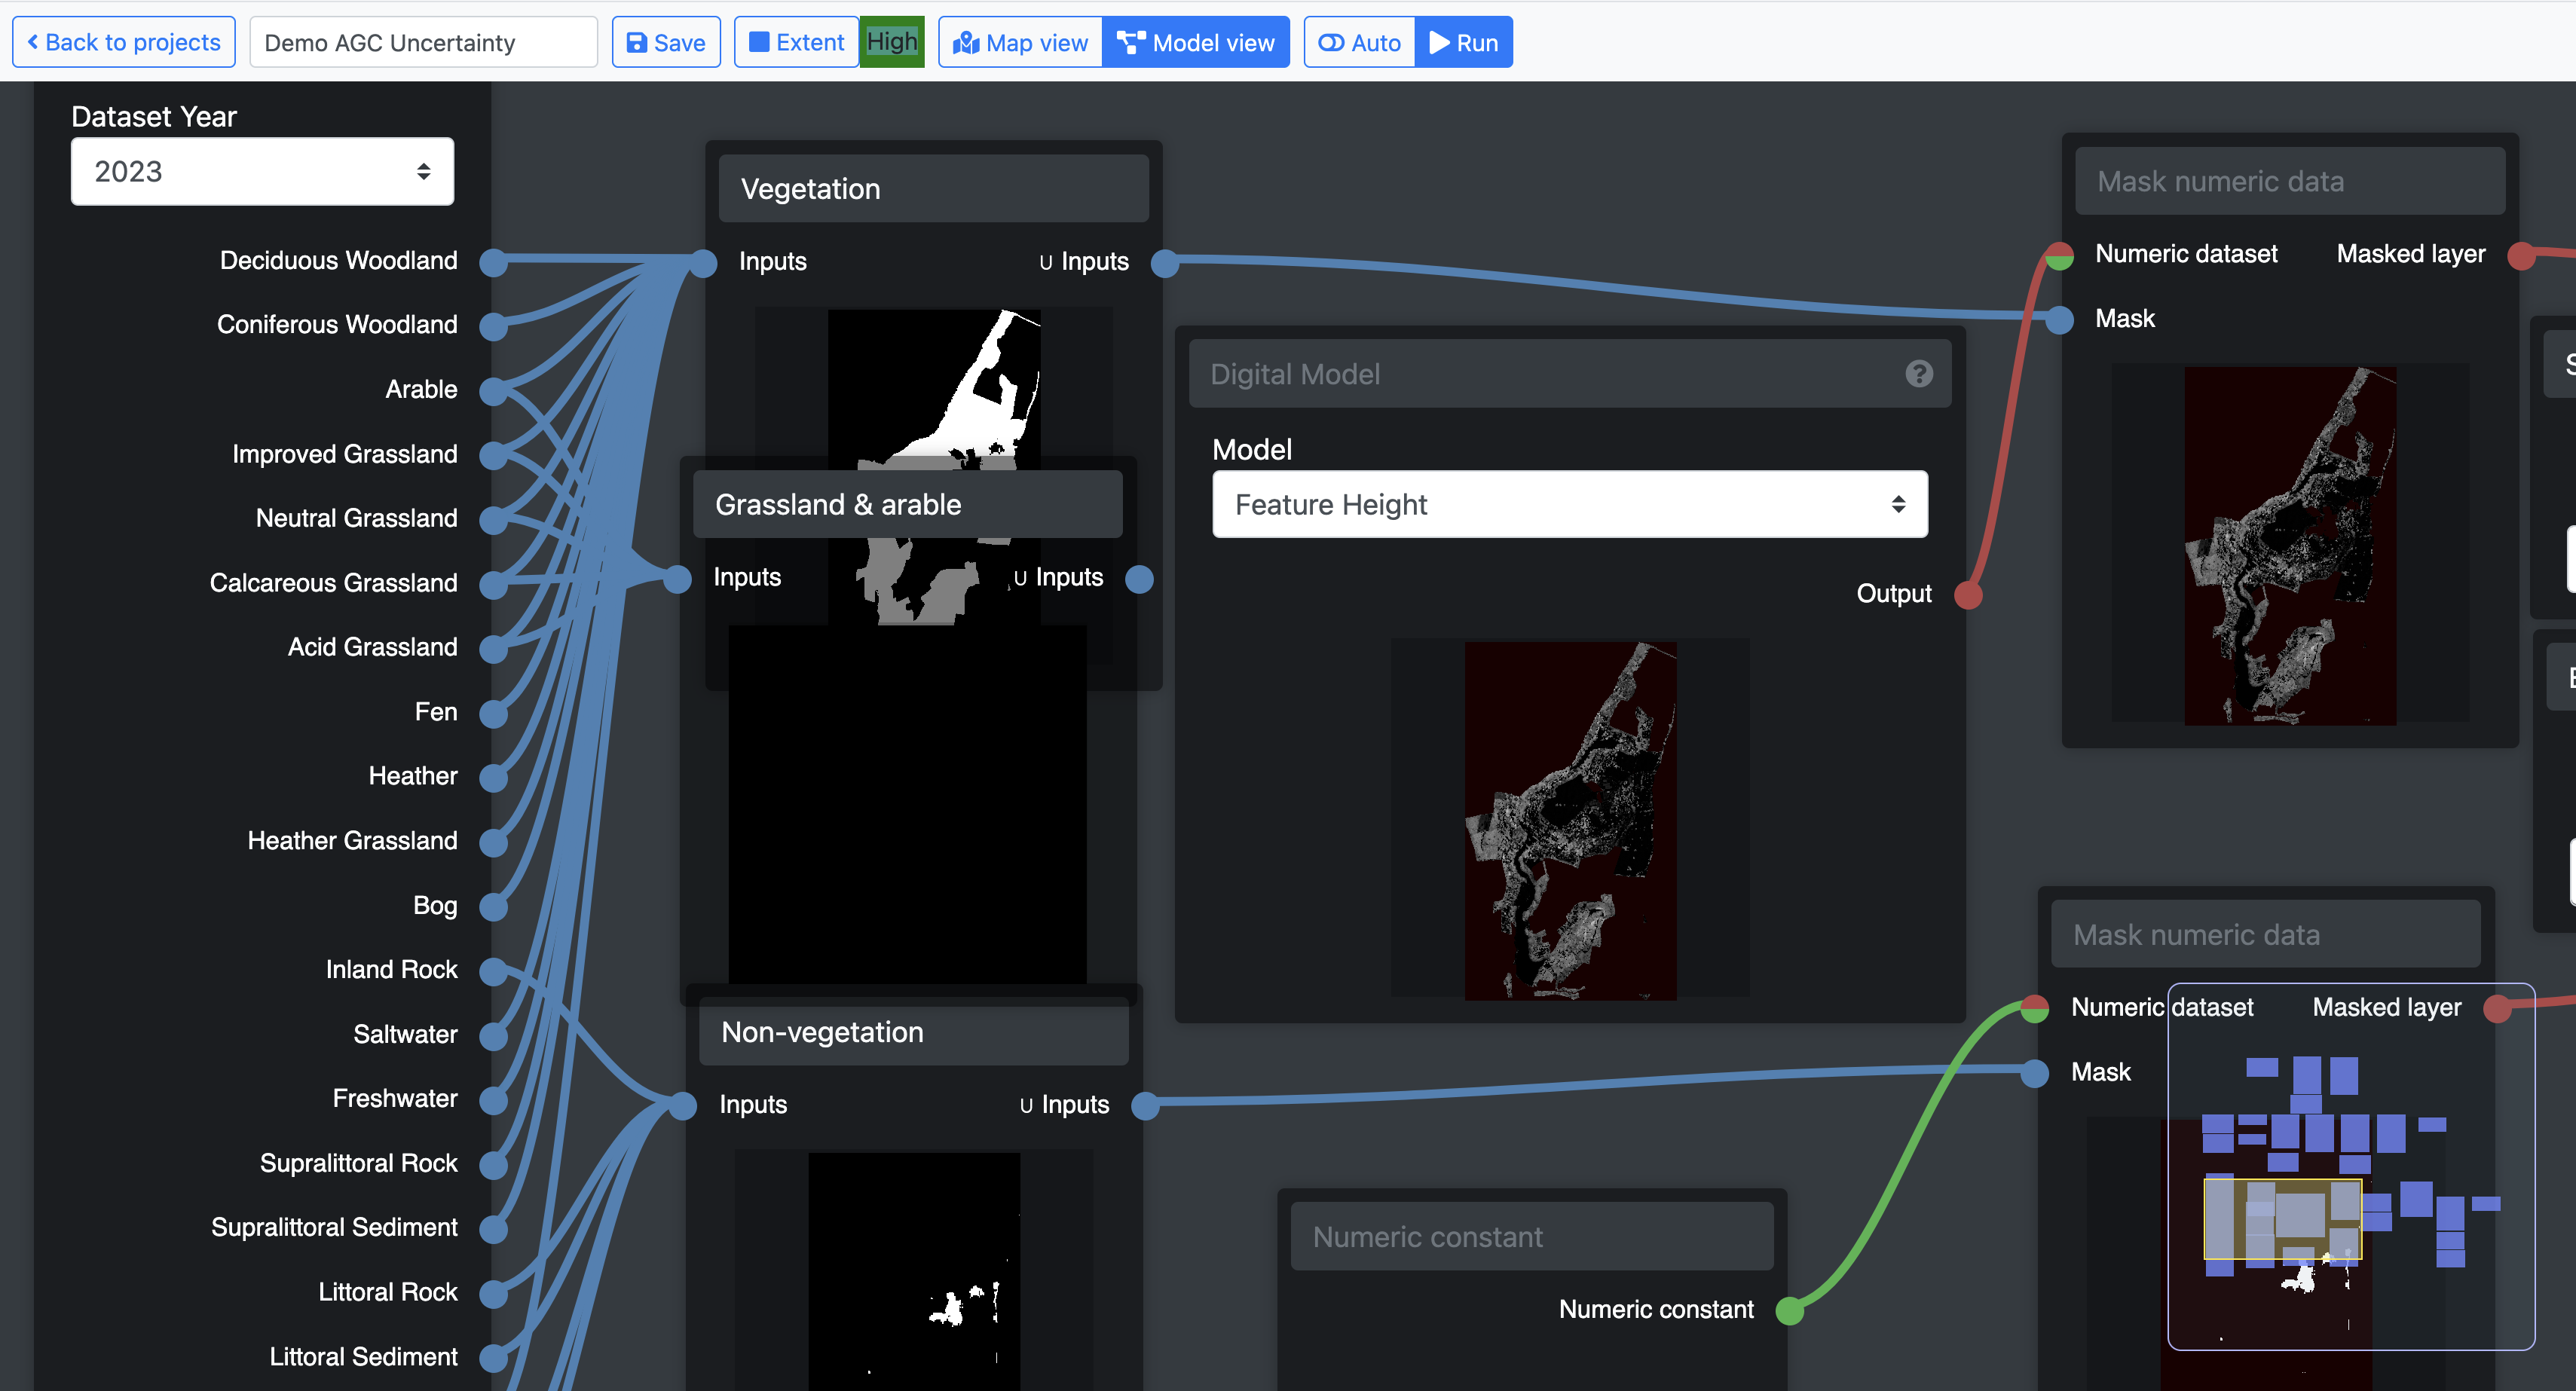 Back to projects
Demo AGC Uncertainty
Save
Extent
High
Map view
Model view
Auto
Run
Dataset Year
2023
Deciduous Woodland
Coniferous Woodland
Arable
Improved Grassland
Neutral Grassland
Calcareous Grassland
Acid Grassland
Fen
Heather
Heather Grassland
Bog
Inland Rock
Saltwater
Freshwater
Supralittoral Rock
Supralittoral Sediment
Littoral Rock
Littoral Sediment
Vegetation
Inputs
∪ Inputs
Grassland & arable
Inputs
∪ Inputs
Non-vegetation
Inputs
∪ Inputs
Digital Model
?
Model
Feature Height
Output
Numeric constant
Numeric constant
Mask numeric data
Numeric dataset
Masked layer
Mask
Mask numeric data
Numeric dataset
Masked layer
Mask